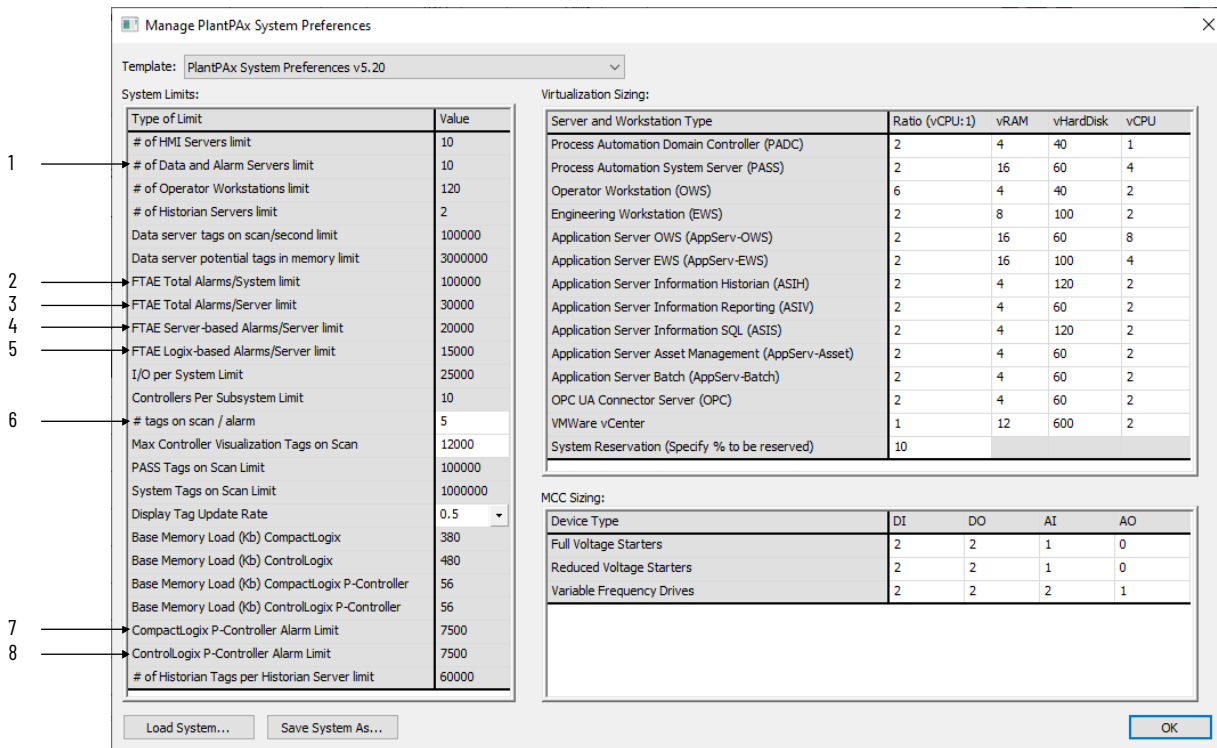 Manage PlantPAx System Preferences
Template: PlantPAx System Preferences v5.20
System Limits:
Type of Limit Value
# of HMI Servers limit 10
1 # of Data and Alarm Servers limit 10
# of Operator Workstations limit 120
# of Historian Servers limit 2
Data server tags on scan/second limit 100000
Data server potential tags in memory limit 3000000
2 FTAE Total Alarms/System limit 100000
3 FTAE Total Alarms/Server limit 30000
4 FTAE Server-based Alarms/Server limit 20000
5 FTAE Logix-based Alarms/Server limit 15000
I/O per System Limit 25000
Controllers Per Subsystem Limit 10
6 # tags on scan / alarm 5
Max Controller Visualization Tags on Scan 12000
PASS Tags on Scan Limit 100000
System Tags on Scan Limit 1000000
Display Tag Update Rate 0.5
Base Memory Load (Kb) CompactLogix 380
Base Memory Load (Kb) ControlLogix 480
Base Memory Load (Kb) CompactLogix P-Controller 56
Base Memory Load (Kb) ControlLogix P-Controller 56
7 CompactLogix P-Controller Alarm Limit 7500
8 ControlLogix P-Controller Alarm Limit 7500
# of Historian Tags per Historian Server limit 60000
Virtualization Sizing:
Server and Workstation Type Ratio (vCPU:1) vRAM vHardDisk vCPU
Process Automation Domain Controller (PADC) 2 4 40 1
Process Automation System Server (PASS) 2 16 60 4
Operator Workstation (OWS) 6 4 40 2
Engineering Workstation (EWS) 2 8 100 2
Application Server OWS (AppServ-OWS) 2 16 60 8
Application Server EWS (AppServ-EWS) 2 16 100 4
Application Server Information Historian (ASIH) 2 4 120 2
Application Server Information Reporting (ASIV) 2 4 60 2
Application Server Information SQL (ASIS) 2 4 120 2
Application Server Asset Management (AppServ-Asset) 2 4 60 2
Application Server Batch (AppServ-Batch) 2 4 60 2
OPC UA Connector Server (OPC) 2 4 60 2
VMWare vCenter 1 12 600 2
System Reservation (Specify % to be reserved) 10
MCC Sizing:
Device Type DI DO AI AO
Full Voltage Starters 2 2 1 0
Reduced Voltage Starters 2 2 1 0
Variable Frequency Drives 2 2 2 1
Load System... Save System As... OK